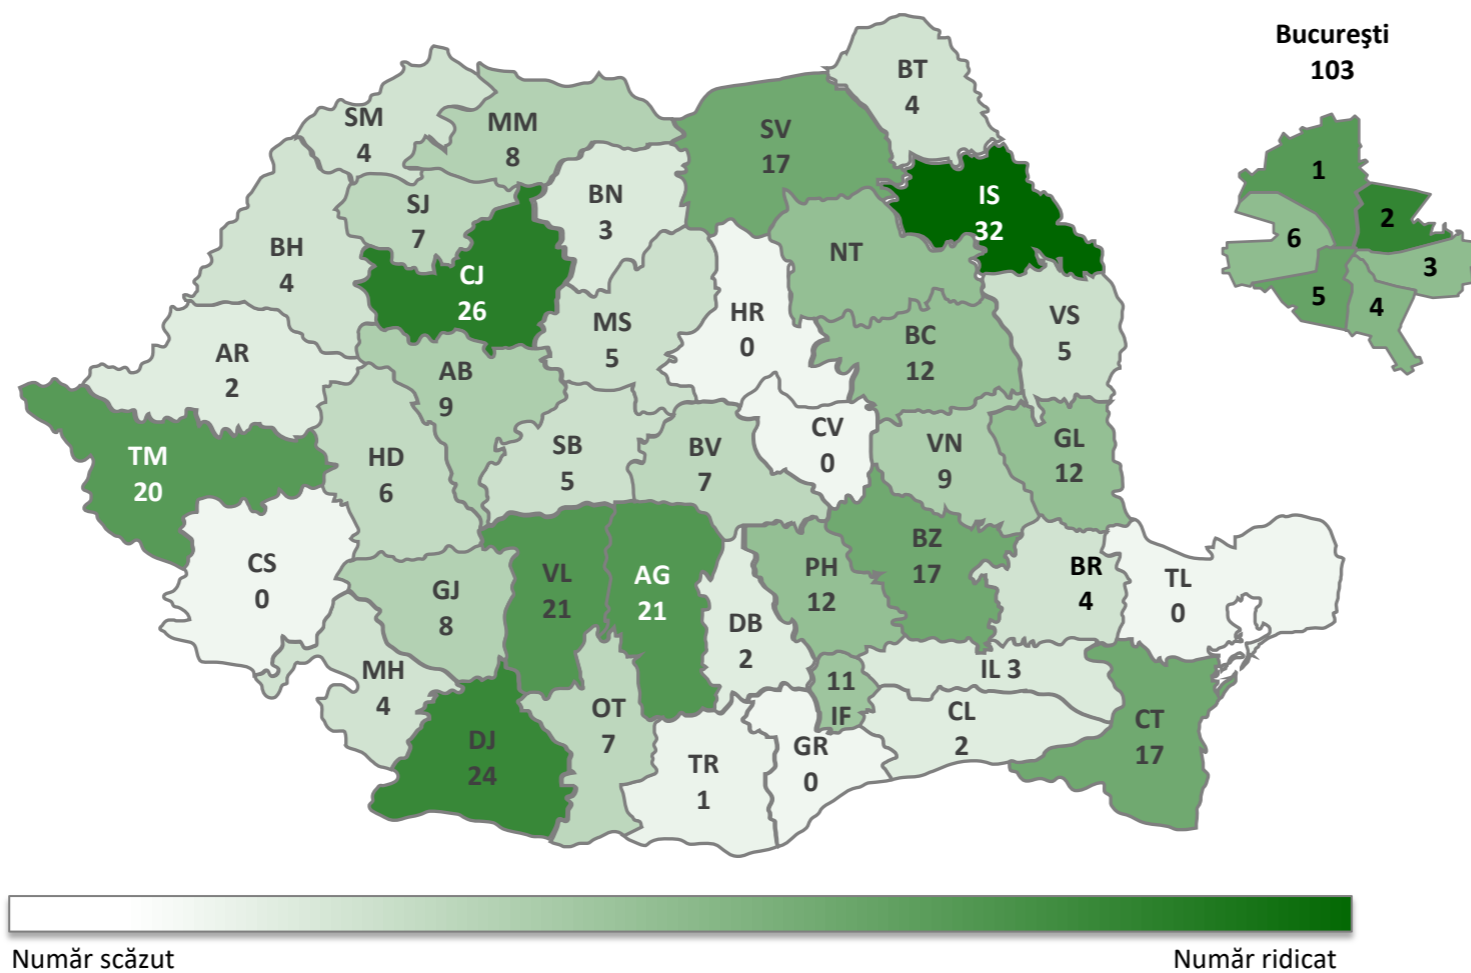 Bucureşti
103
BT
4
SM
4
MM
8
SV
17
1
IS
32
2
SJ
7
BN
3
6
BH
4
NT
3
CJ
26
5
4
MS
5
HR
0
VS
5
BC
12
AR
2
AB
9
CV
0
GL
12
TM
20
HD
6
SB
5
BV
7
VN
9
BZ
17
CS
0
VL
21
AG
21
PH
12
BR
4
TL
0
GJ
8
DB
2
MH
4
IL 3
11
IF
OT
7
CL
2
CT
17
DJ
24
GR
0
TR
1
Număr scăzut
Număr ridicat